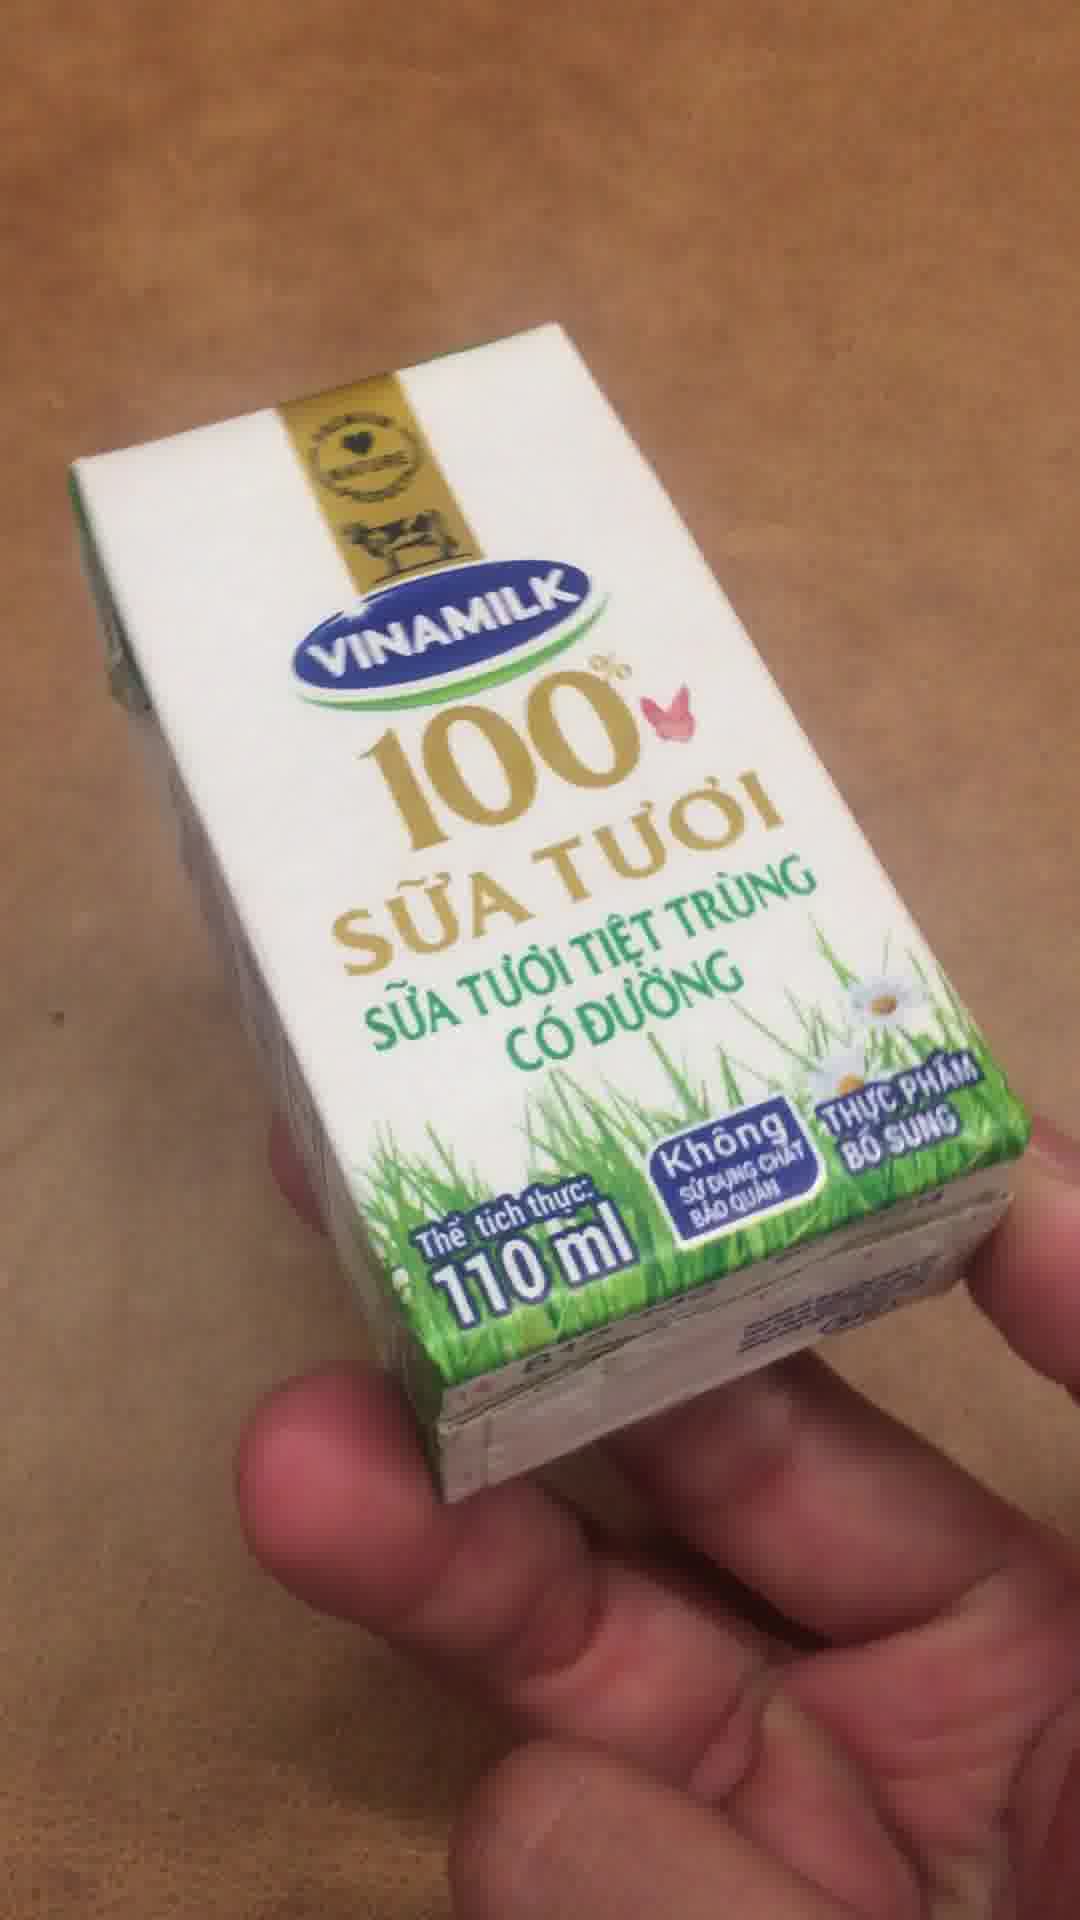 NATURE
VINAMILK
100%
SỮA TƯƠI
SỮA TƯƠI TIỆT TRÙNG
CÓ ĐƯỜNG
Thể tích thực:
110 ml
Không
SỬ DỤNG CHẤT
BẢO QUẢN
THỰC PHẨM
BỔ SUNG